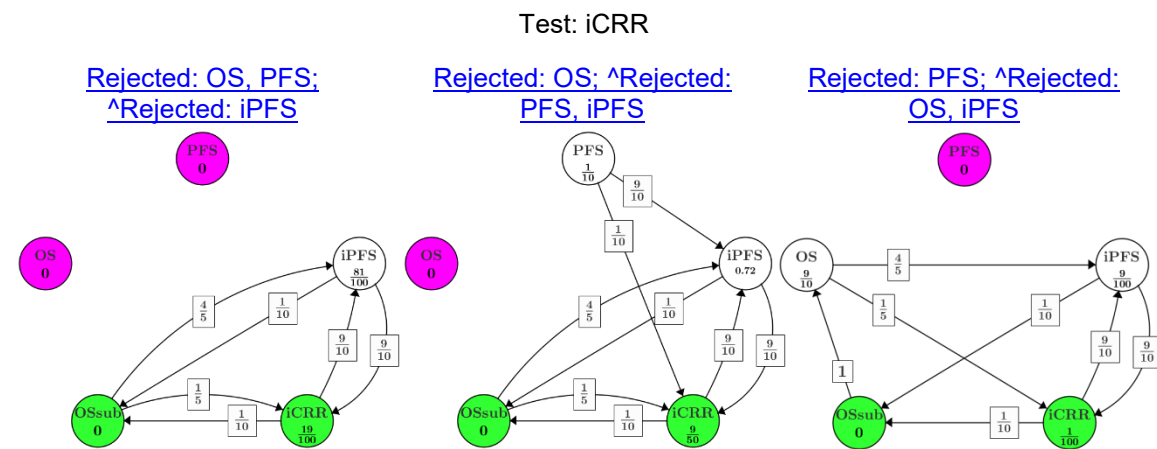 Test: iCRR
Rejected: OS, PFS;
^Rejected: iPFS
PFS
0
OS
0
iPFS
81/100
4/5
1/10
9/10
9/10
1/5
1/10
OSsub
0
iCRR
19/100
Rejected: OS; ^Rejected:
PFS, iPFS
PFS
1/10
9/10
1/10
OS
0
iPFS
0.72
4/5
1/10
9/10
9/10
1/5
1/10
OSsub
0
iCRR
9/50
Rejected: PFS; ^Rejected:
OS, iPFS
PFS
0
OS
9/10
4/5
iPFS
9/100
1/5
1/10
9/10
9/10
1
1/10
OSsub
0
iCRR
1/100